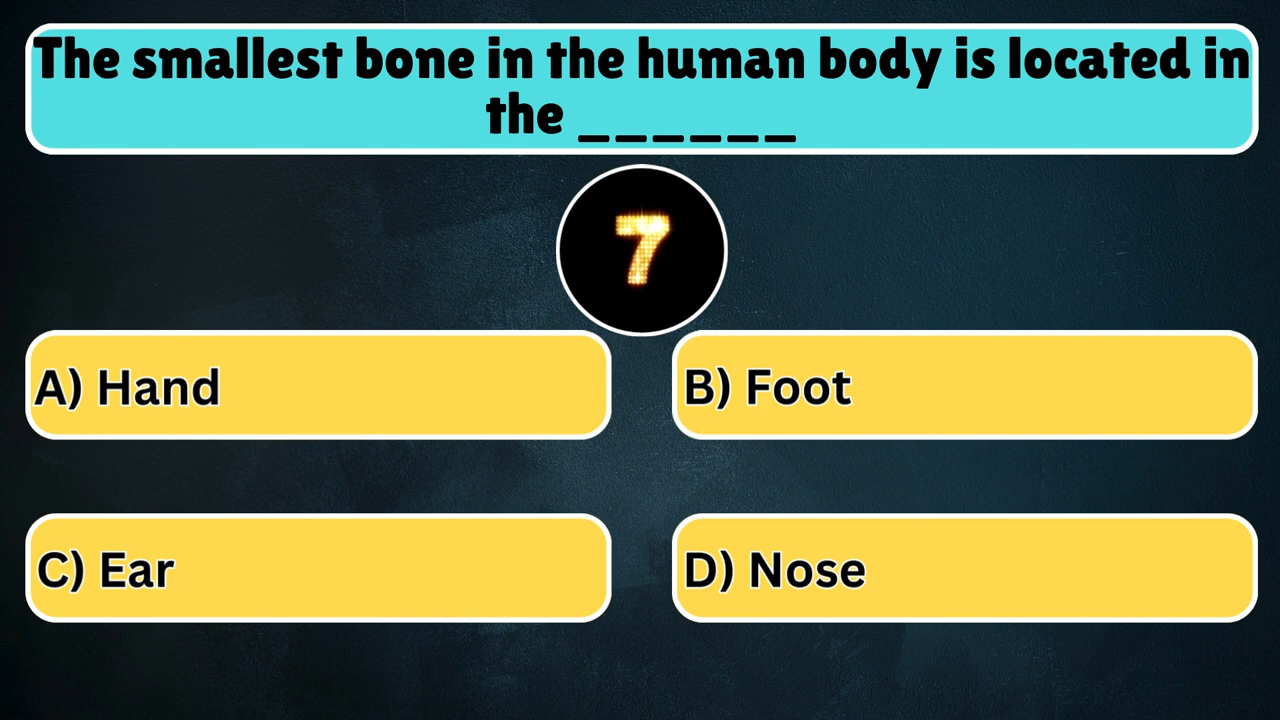 The smallest bone in the human body is located in
the ______
7
A) Hand
B) Foot
C) Ear
D) Nose